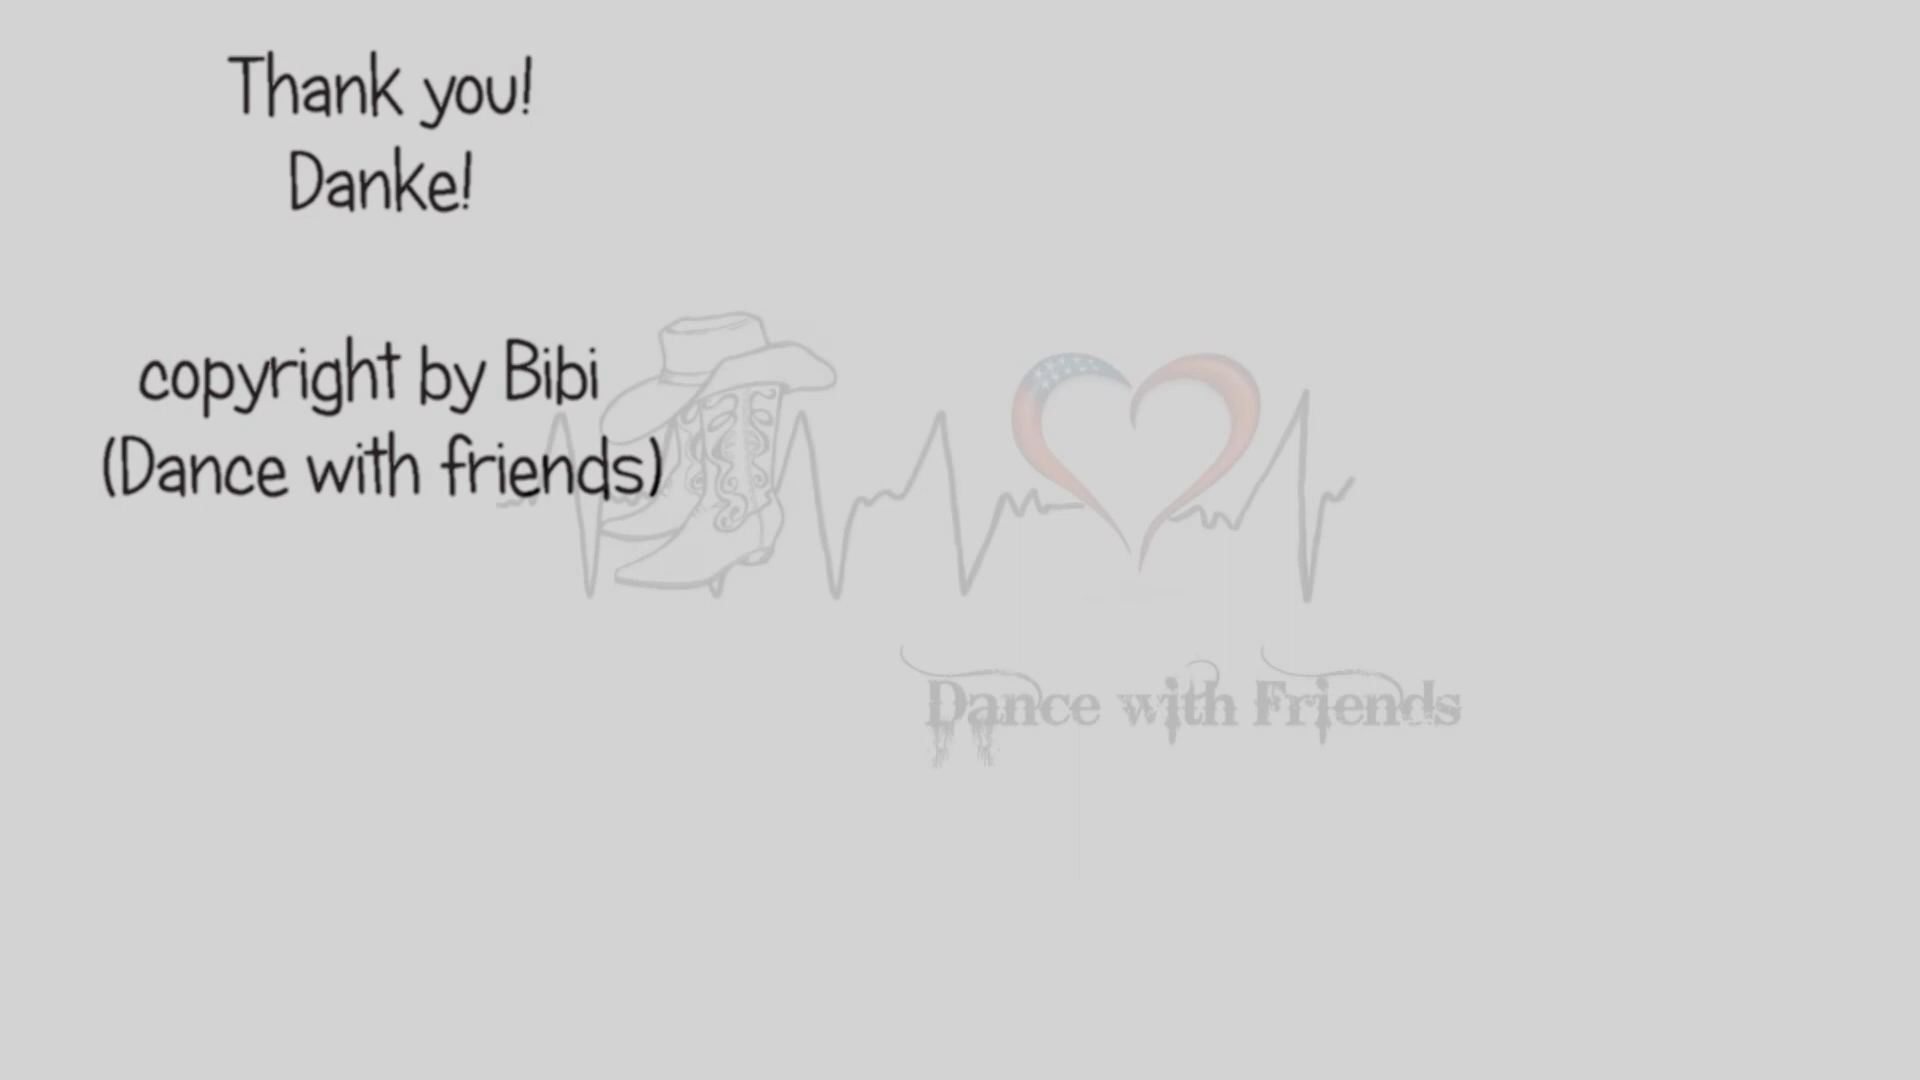 Thank you!
Danke!
copyright by Bibi
(Dance with friends)
Dance with Friends